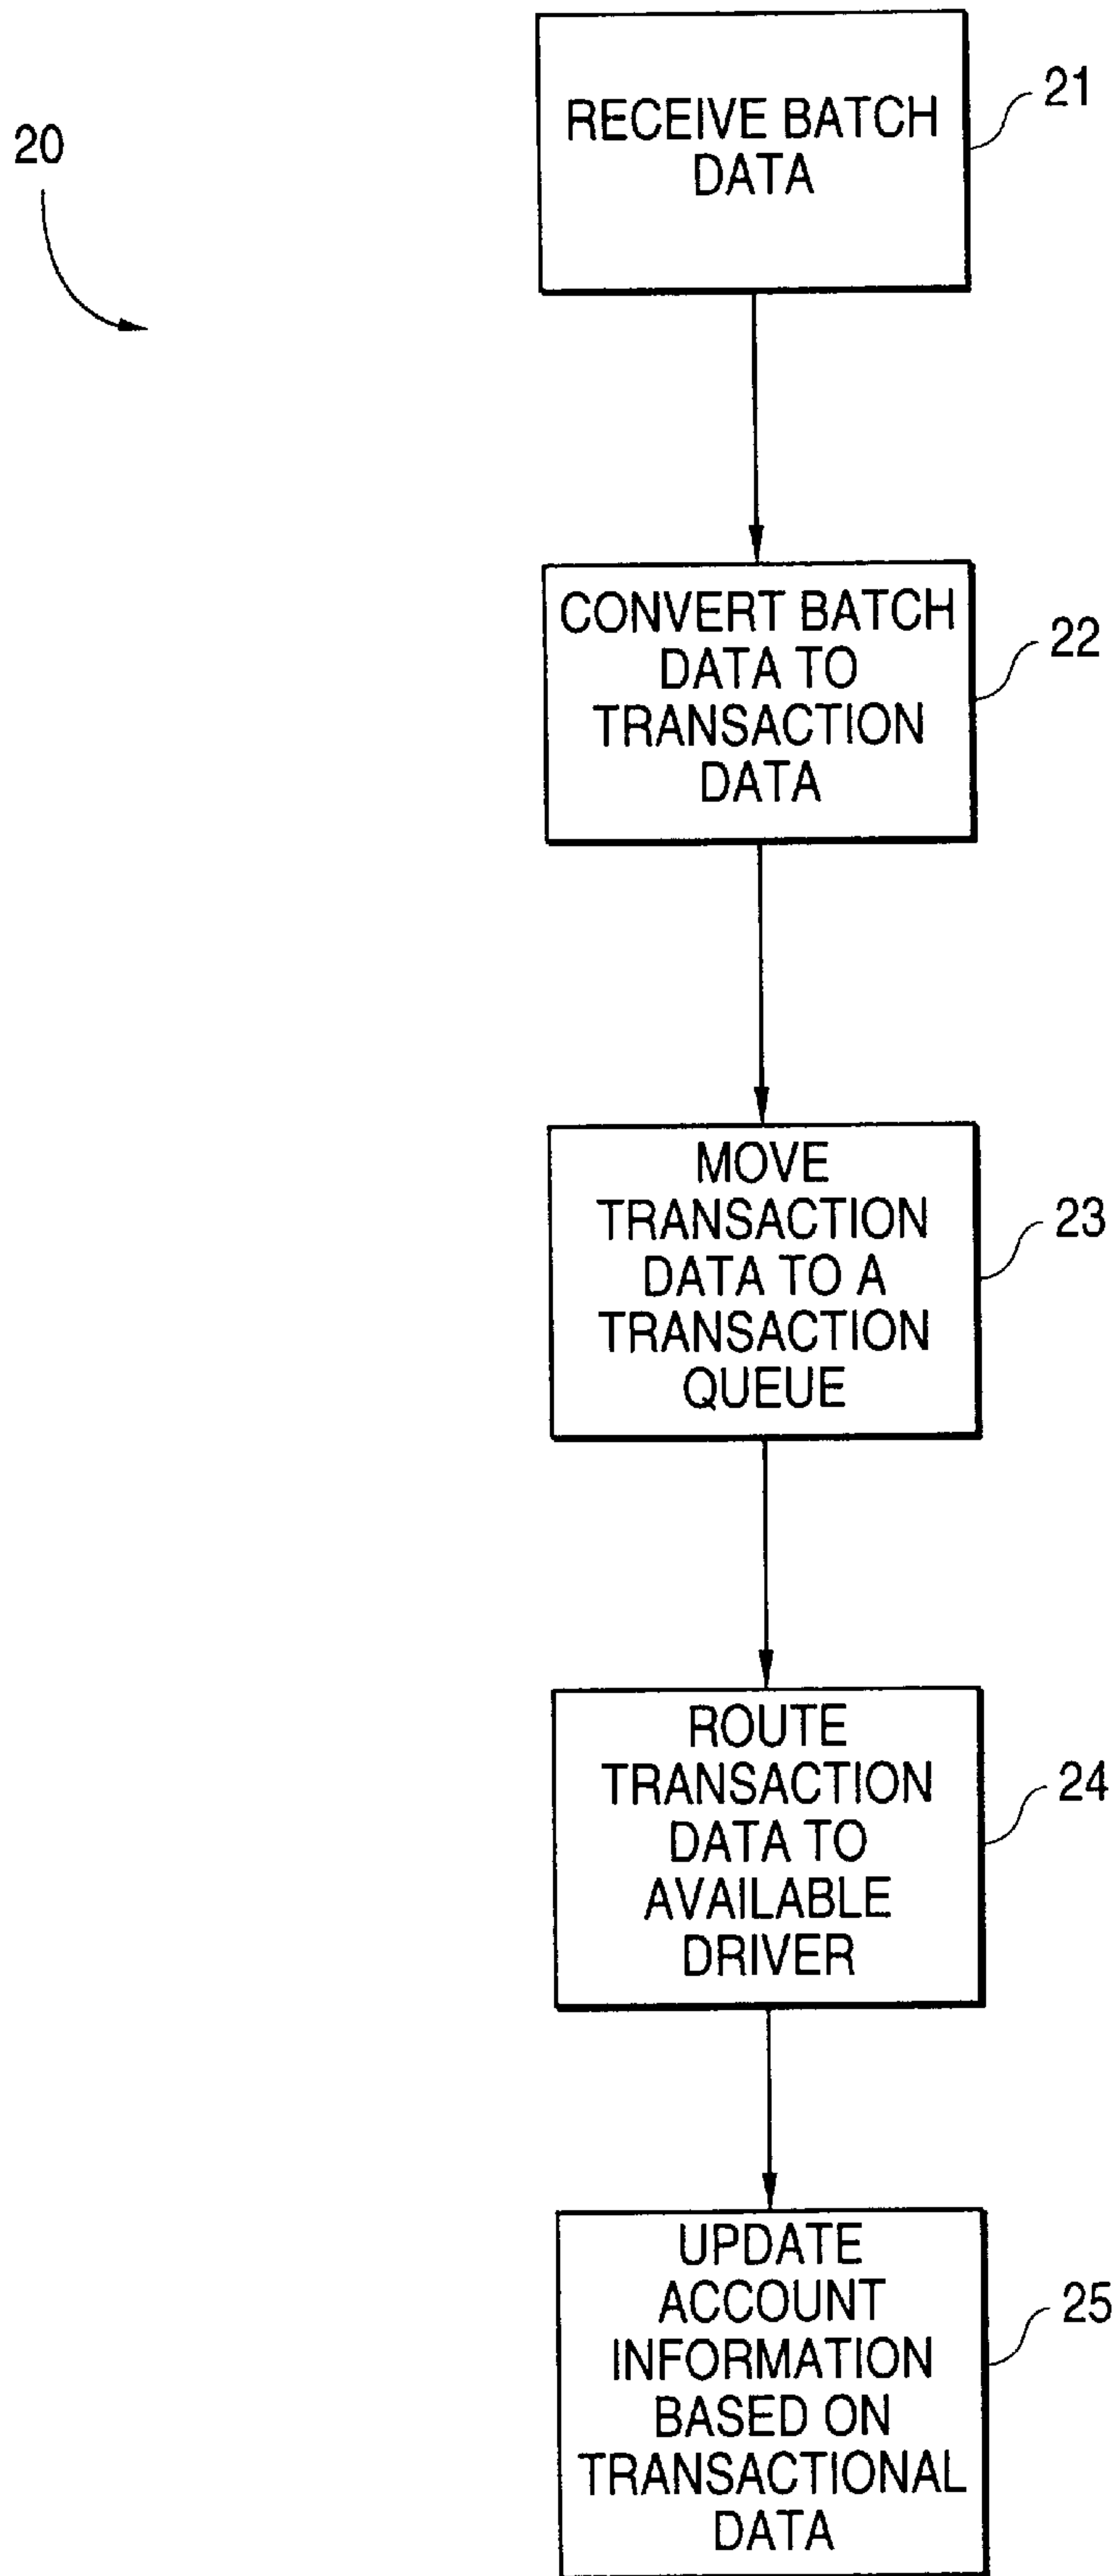 20
RECEIVE BATCH
DATA
21
CONVERT BATCH
DATA TO
TRANSACTION
DATA
22
MOVE
TRANSACTION
DATA TO A
TRANSACTION
QUEUE
23
ROUTE
TRANSACTION
DATA TO
AVAILABLE
DRIVER
24
UPDATE
ACCOUNT
INFORMATION
BASED ON
TRANSACTIONAL
DATA
25